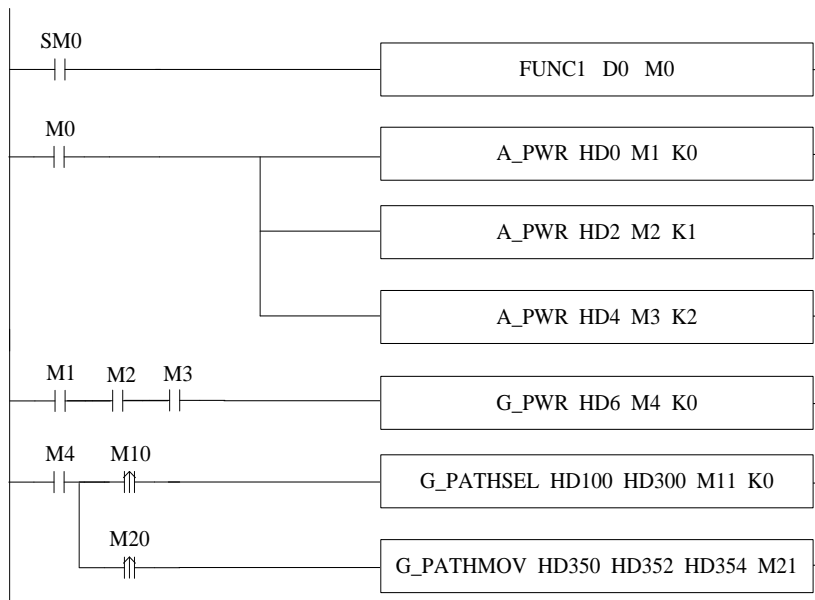 SM0
FUNC1 D0 M0
M0
A_PWR HD0 M1 K0
A_PWR HD2 M2 K1
A_PWR HD4 M3 K2
M1 M2 M3
G_PWR HD6 M4 K0
M4 M10
G_PATHSEL HD100 HD300 M11 K0
M20
G_PATHMOV HD350 HD352 HD354 M21